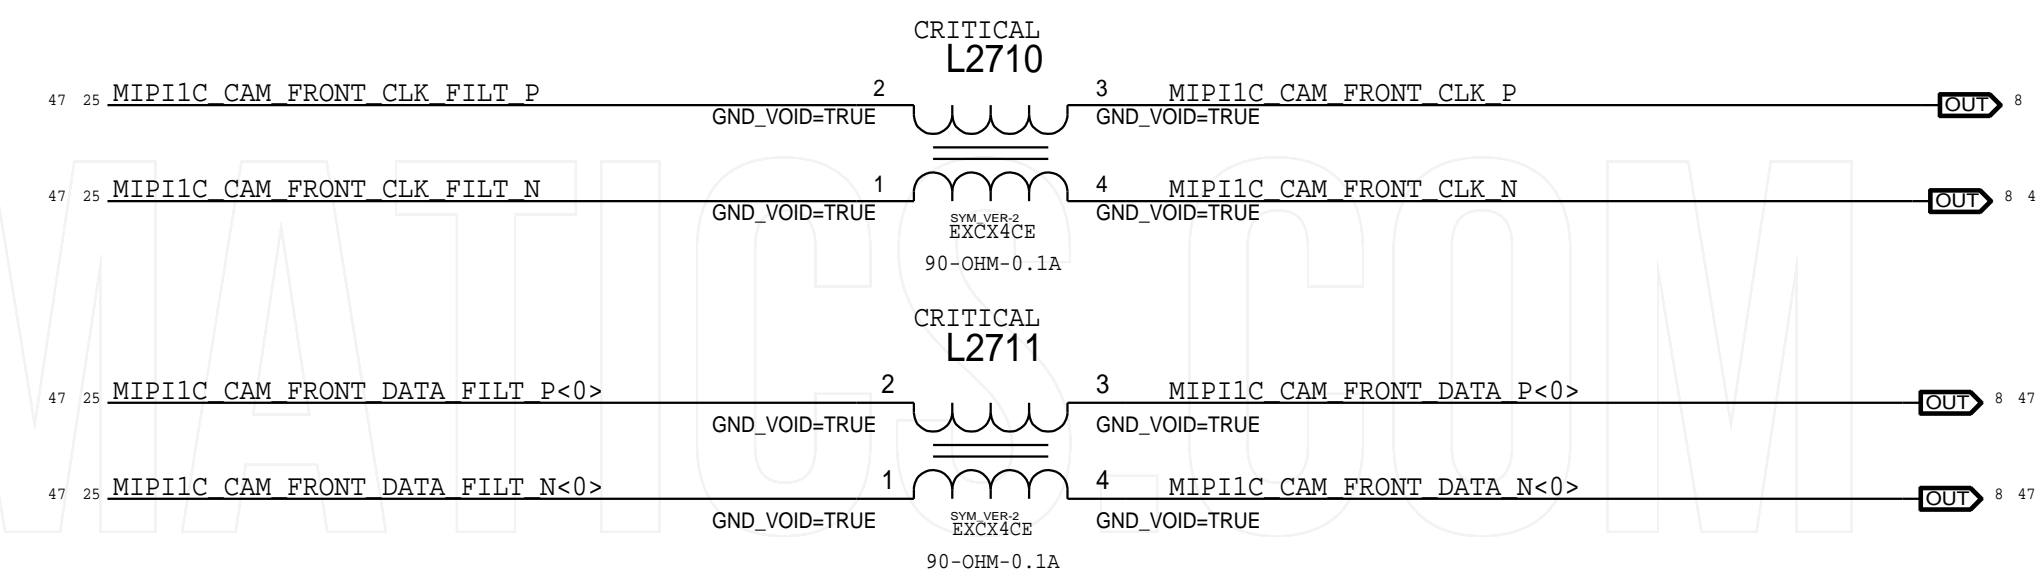 CRITICAL
L2710
47 25 MIPI1C_CAM_FRONT_CLK_FILT_P 2 3 MIPI1C_CAM_FRONT_CLK_P OUT 8
GND_VOID=TRUE GND_VOID=TRUE
47 25 MIPI1C_CAM_FRONT_CLK_FILT_N 1 4 MIPI1C_CAM_FRONT_CLK_N OUT 8 4
GND_VOID=TRUE GND_VOID=TRUE
SYM_VER-2
EXCX4CE
90-OHM-0.1A
CRITICAL
L2711
47 25 MIPI1C_CAM_FRONT_DATA_FILT_P<0> 2 3 MIPI1C_CAM_FRONT_DATA_P<0> OUT 8 47
GND_VOID=TRUE GND_VOID=TRUE
47 25 MIPI1C_CAM_FRONT_DATA_FILT_N<0> 1 4 MIPI1C_CAM_FRONT_DATA_N<0> OUT 8 47
GND_VOID=TRUE GND_VOID=TRUE
SYM_VER-2
EXCX4CE
90-OHM-0.1A
MATICS.COM